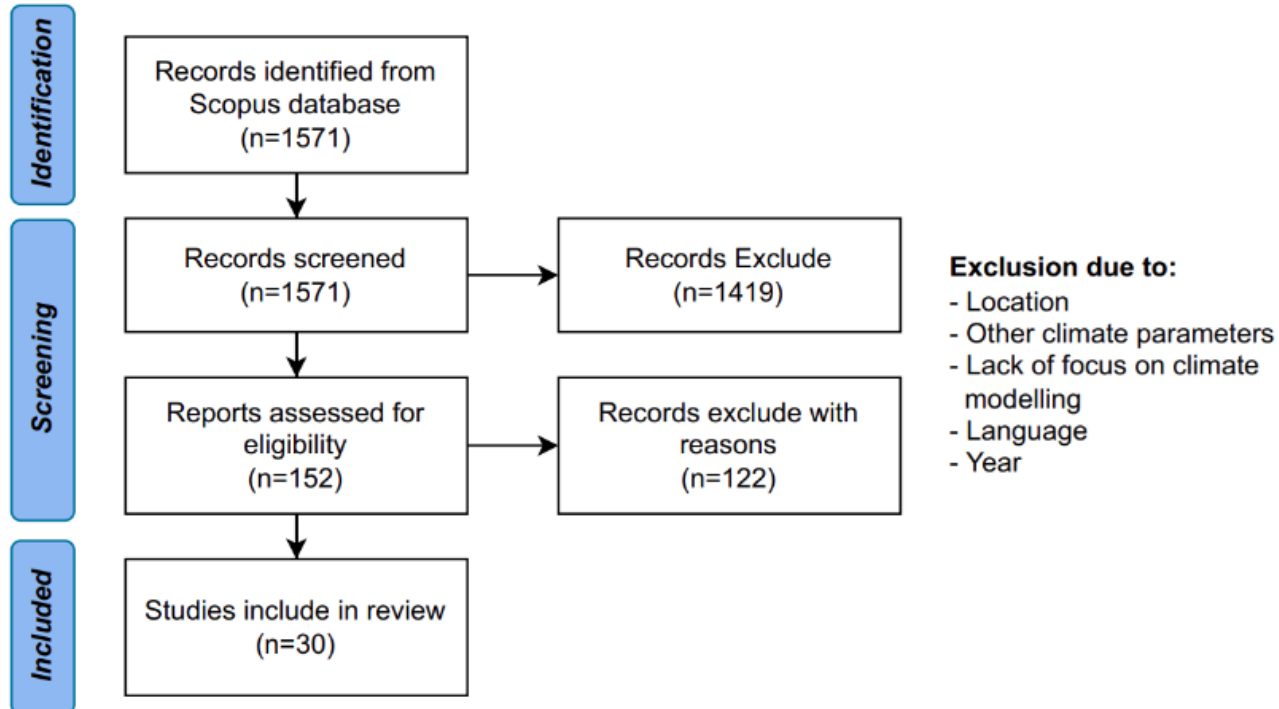 Identification
Records identified from
Scopus database
(n=1571)
Screening
Records screened
(n=1571)
Records Exclude
(n=1419)
Exclusion due to:
- Location
- Other climate parameters
- Lack of focus on climate
modelling
- Language
- Year
Reports assessed for
eligibility
(n=152)
Records exclude with
reasons
(n=122)
Included
Studies include in review
(n=30)